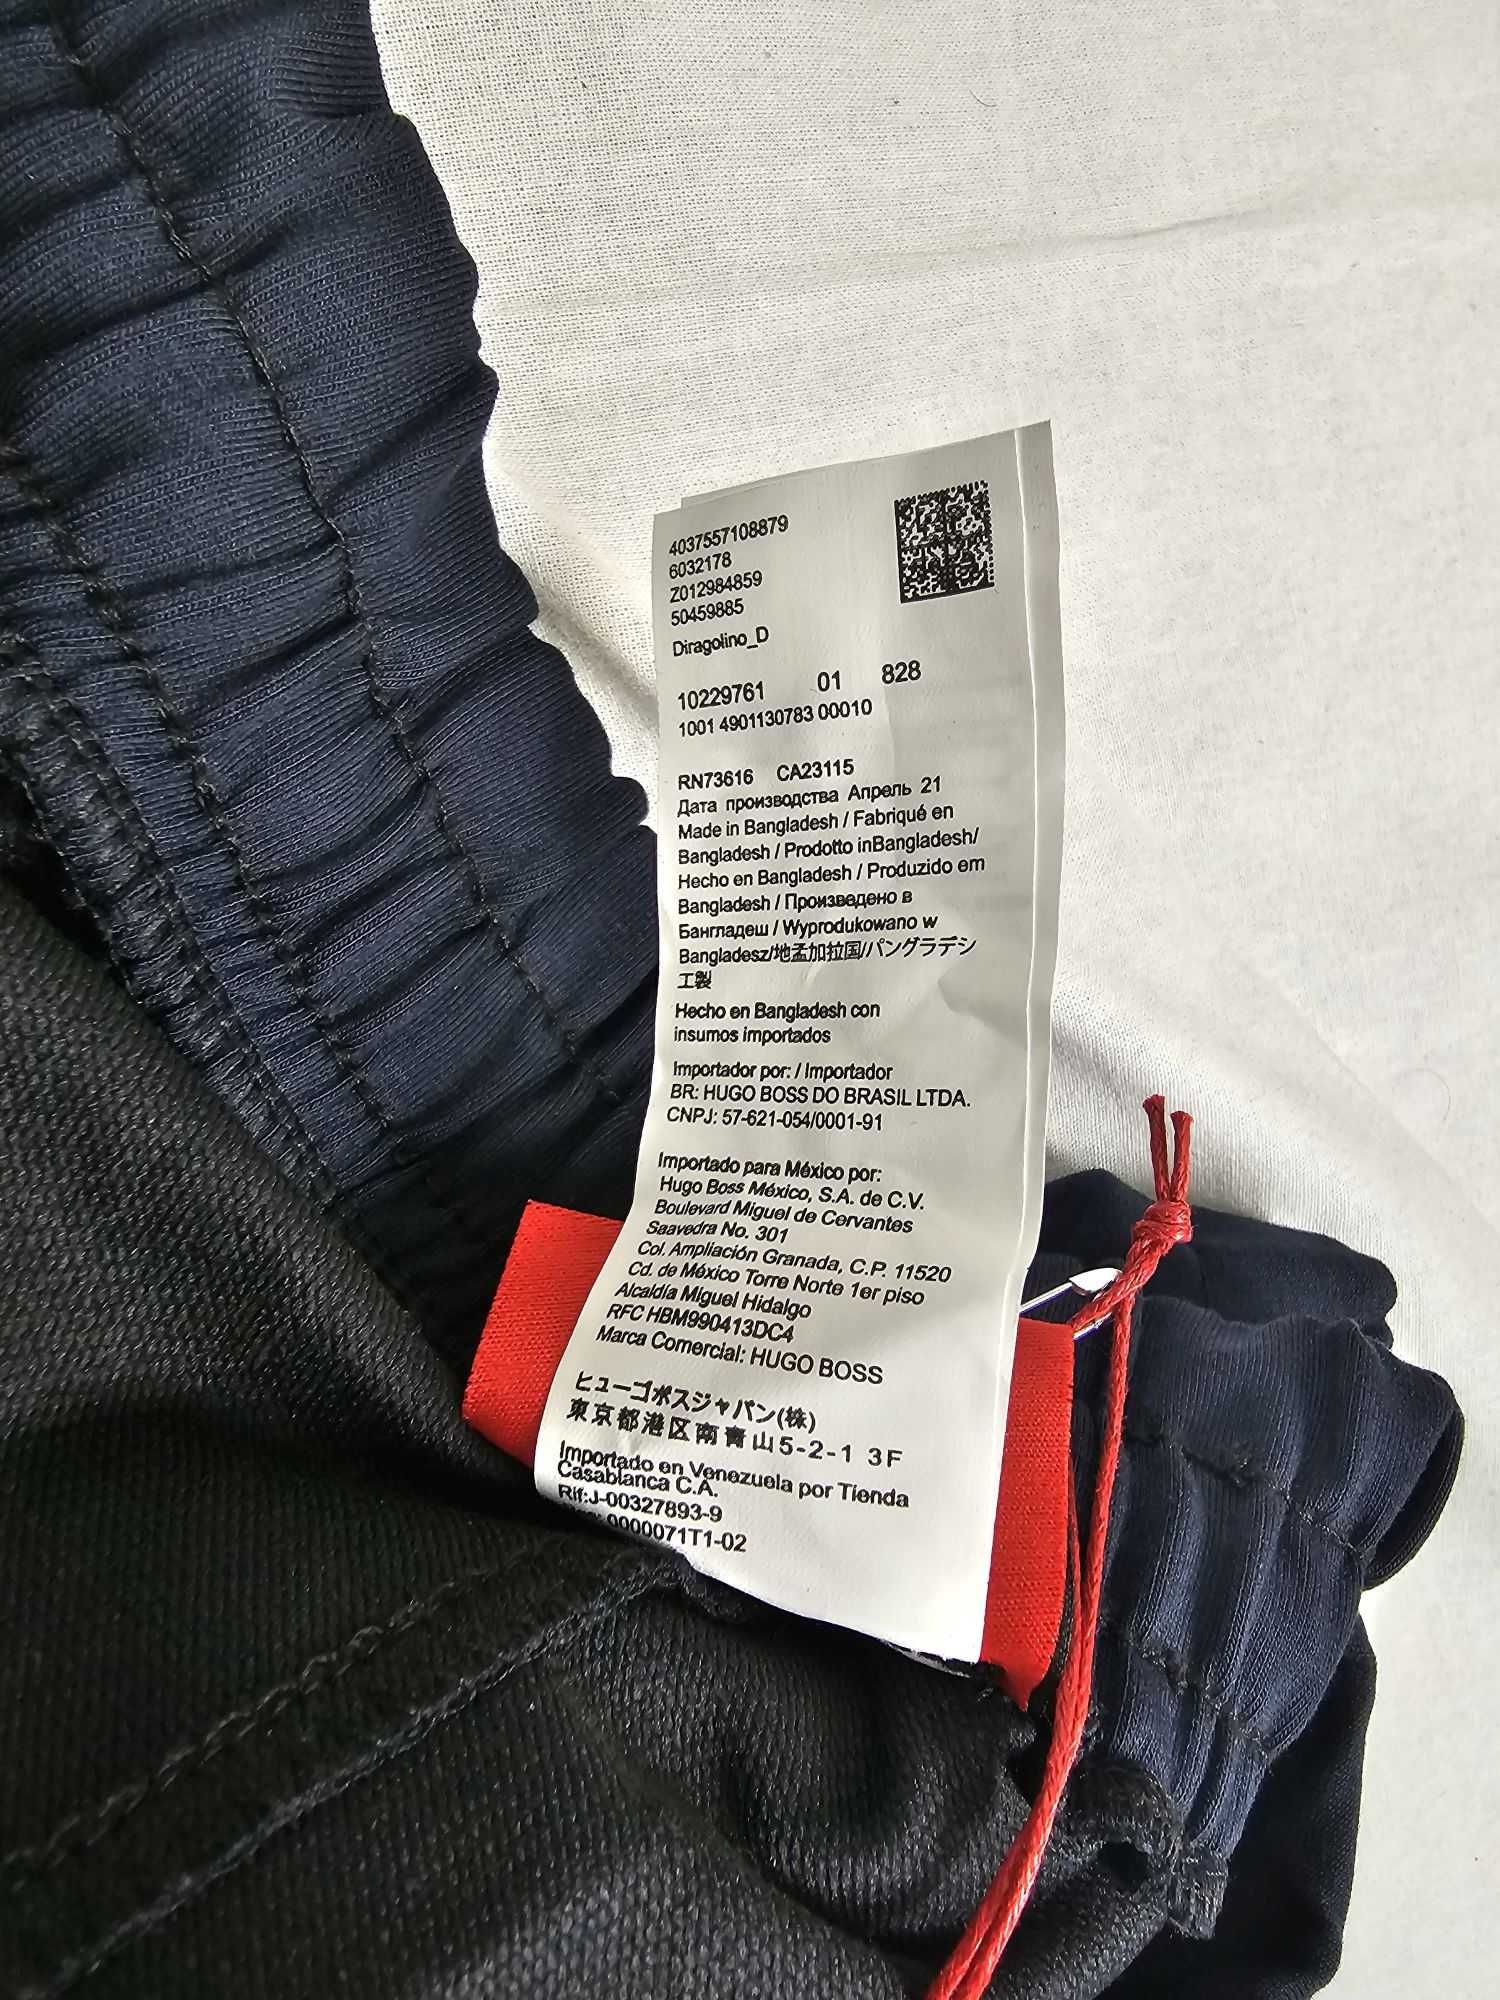 4037557108879
6032178
Z012984859
50459885
Diragolino_D
10229761 01 828
1001 4901130783 00010
RN73616 CA23115
Дата производства Апрель 21
Made in Bangladesh / Fabriqué en
Bangladesh / Prodotto inBangladesh/
Hecho en Bangladesh / Produzido em
Bangladesh / Произведено в
Бангладеш / Wyprodukowano w
Bangladesz/地孟加拉国/パングラデシ
工製
Hecho en Bangladesh con
insumos importados
Importador por: / Importador
BR: HUGO BOSS DO BRASIL LTDA.
CNPJ: 57-621-054/0001-91
Importado para México por:
Hugo Boss México, S.A. de C.V.
Boulevard Miguel de Cervantes
Saavedra No. 301
Col. Ampliación Granada, C.P. 11520
Cd. de México Torre Norte 1er piso
Alcaldía Miguel Hidalgo
RFC HBM990413DC4
Marca Comercial: HUGO BOSS
ヒューゴボスジャパン(株)
東京都港区南青山5-2-1 3F
Importado en Venezuela por Tienda
Casablanca C.A.
Rif:J-00327893-9
0000071T1-02